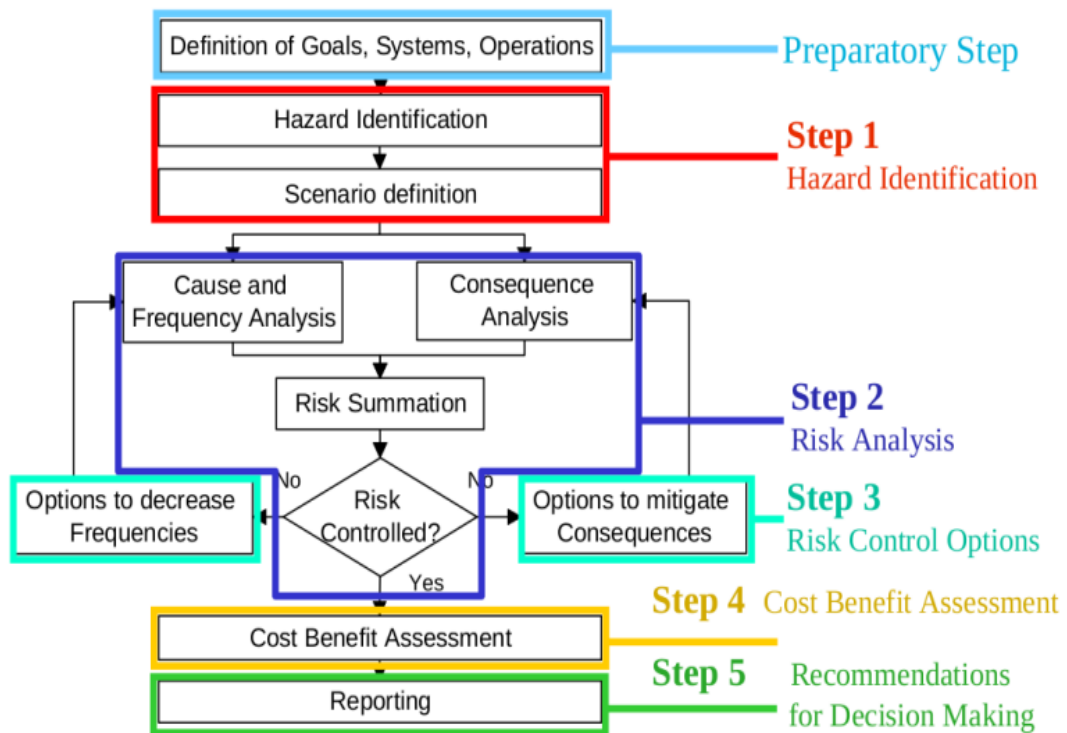 Definition of Goals, Systems, Operations
Preparatory Step
Hazard Identification
Step 1
Hazard Identification
Scenario definition
Cause and
Frequency Analysis
Consequence
Analysis
Risk Summation
Step 2
Risk Analysis
No
No
Options to decrease
Frequencies
Risk
Controlled?
Options to mitigate
Consequences
Step 3
Risk Control Options
Yes
Step 4 Cost Benefit Assessment
Cost Benefit Assessment
Step 5 Recommendations
for Decision Making
Reporting